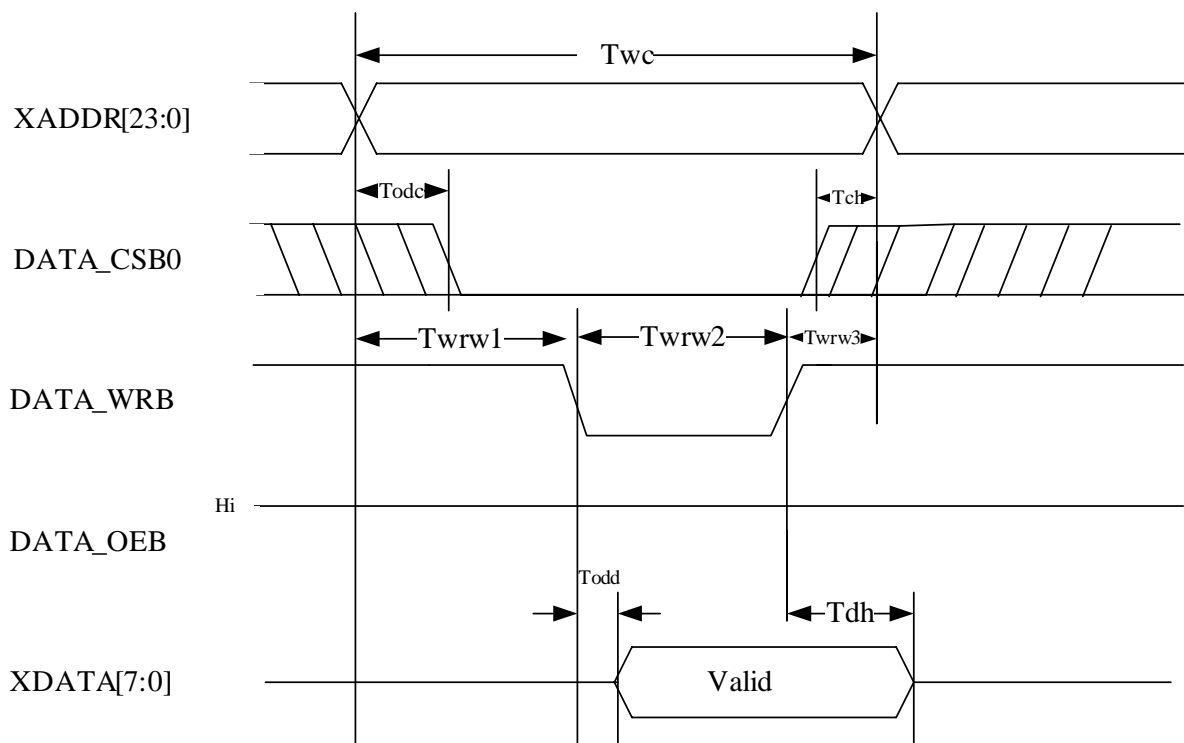 Twc
XADDR[23:0]
Todc
Tch
DATA_CSB0
Twrw1
Twrw2
Twrw3
DATA_WRB
Hi
DATA_OEB
Todd
Tdh
XDATA[7:0]
Valid